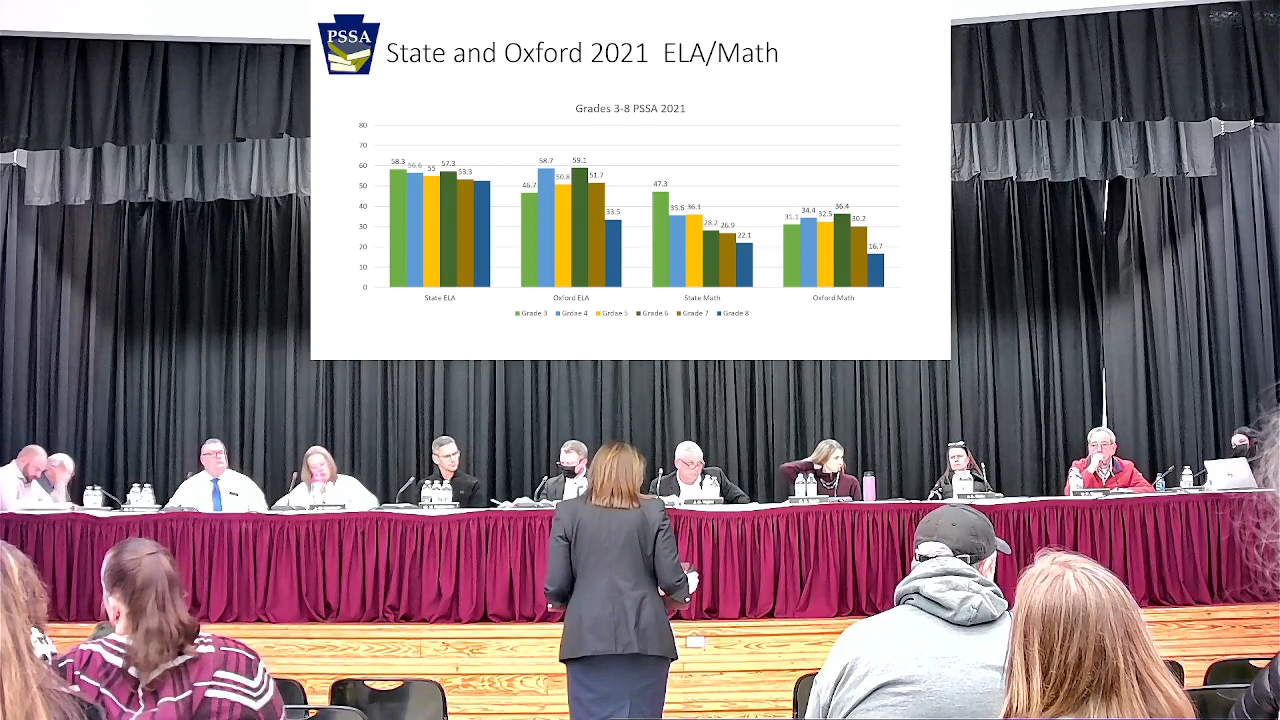 PSSA
State and Oxford 2021 ELA/Math
Grades 3-8 PSSA 2021
80
70
60
50
40
30
20
10
0
58.3 56.6 55 57.3 53.3
46.7 58.7 50.8 59.1 51.7 33.5
47.3 35.6 36.1 28.2 26.9 22.1
31.1 34.4 32.5 36.4 30.2 16.7
State ELA Oxford ELA State Math Oxford Math
Grade 3 Grdae 4 Grdae 5 Grade 6 Grade 7 Grade 8